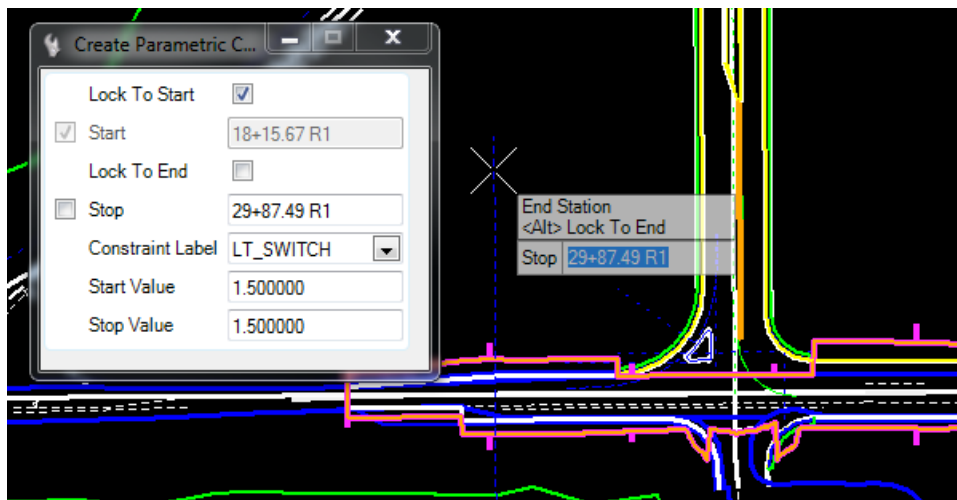 Create Parametric C...
Lock To Start
Start 18+15.67 R1
Lock To End
Stop 29+87.49 R1
Constraint Label LT_SWITCH
Start Value 1.500000
Stop Value 1.500000
End Station
<Alt> Lock To End
Stop 29+87.49 R1